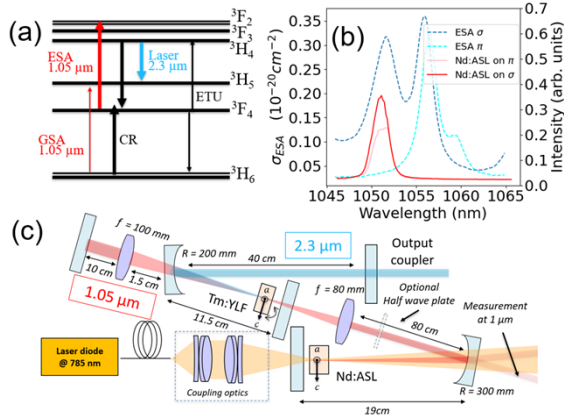 (a)
³F₂
³F₃
³H₄
ESA
1.05 µm
Laser
2.3 µm
³H₅
ETU
³F₄
GSA
1.05 µm
CR
³H₆
(b)
ESA σ
ESA π
Nd:ASL on π
Nd:ASL on σ
σESA (10⁻²⁰cm⁻²)
0.35
0.30
0.25
0.20
0.15
0.10
0.05
Intensity (arb. units)
0.7
0.6
0.5
0.4
0.3
0.2
0.1
0.0
1045 1050 1055 1060 1065
Wavelength (nm)
(c)
f = 100 mm
R = 200 mm
2.3 µm
40 cm
Output
coupler
10 cm
1.5 cm
1.05 µm
Tm:YLF
a
c
11.5 cm
f = 80 mm
Optional
Half wave plate
80 cm
Measurement
at 1 µm
Laser diode
@ 785 nm
Coupling optics
a
c
Nd:ASL
R = 300 mm
19cm